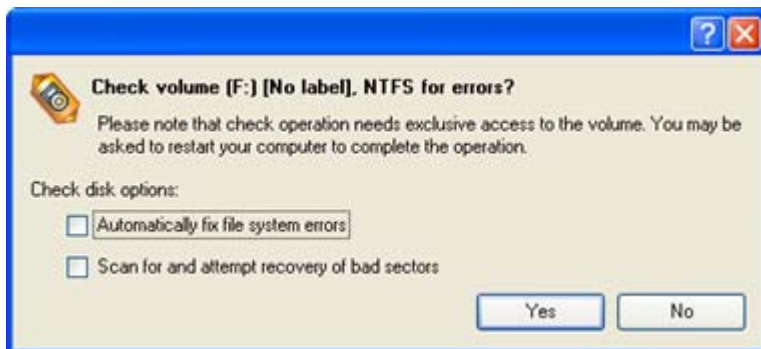 Check volume (F:) [No label], NTFS for errors?
Please note that check operation needs exclusive access to the volume. You may be
asked to restart your computer to complete the operation.
Check disk options:
Automatically fix file system errors
Scan for and attempt recovery of bad sectors
Yes No